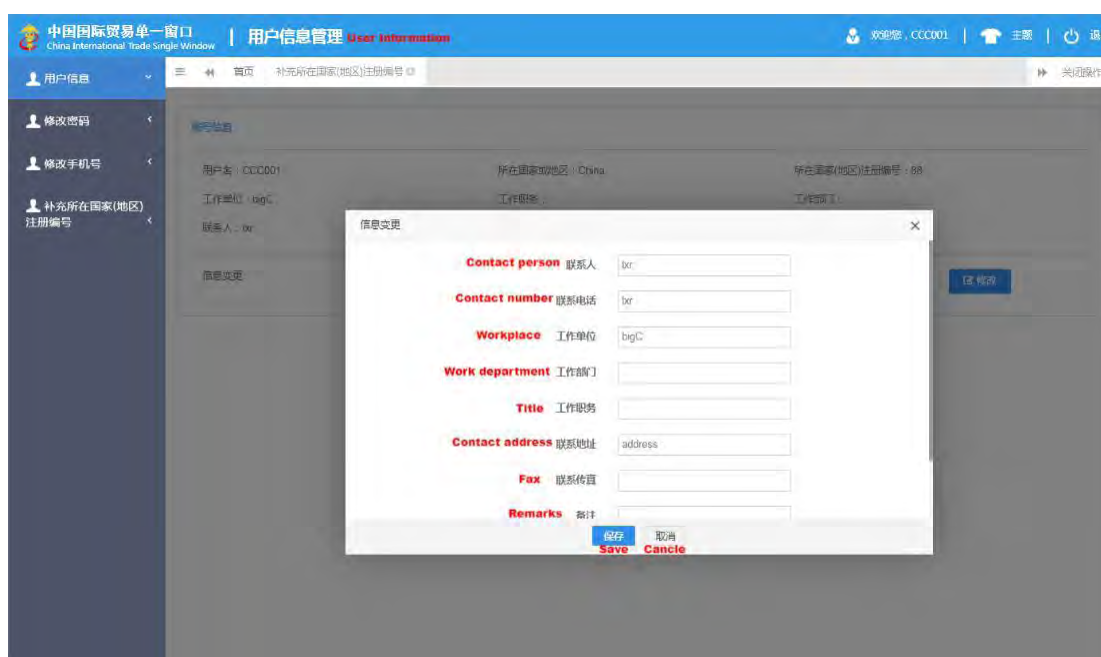 中国国际贸易单一窗口
China International Trade Single Window
用户信息管理 User Information
欢迎您，CCC001
主题
退
用户信息
首页 补充所在国家(地区)注册编号
关闭操作
修改密码
修改手机号
补充所在国家(地区)
注册编号
用户名：CCC001 所在国家或地区：China 所在国家(地区)注册编号：88
工作单位：bigC 工作职务： 工作部门：
联系人：lxr
信息变更
修改
信息变更
Contact person 联系人 lxr
Contact number 联系电话 lxr
Workplace 工作单位 bigC
Work department 工作部门
Title 工作职务
Contact address 联系地址 address
Fax 联系传真
Remarks 备注
保存 取消
Save Cancle